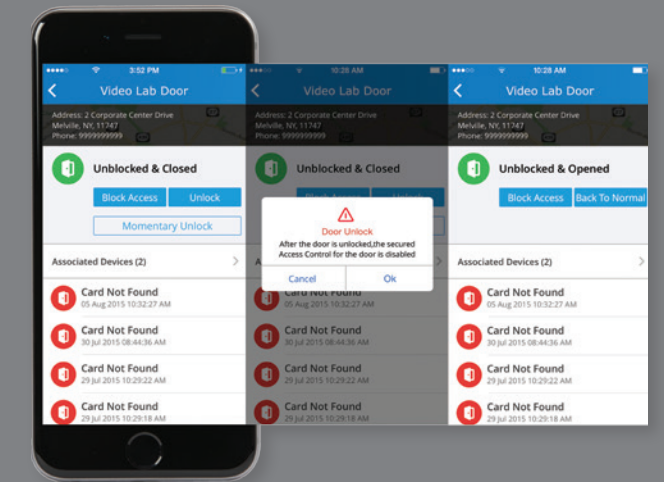 3:52 PM
Video Lab Door
Address: 2 Corporate Center Drive
Melville, NY, 11747
Phone: 9999999999
Unblocked & Closed
Block Access
Unlock
Momentary Unlock
Associated Devices (2)
Card Not Found
05 Aug 2015 10:32:27 AM
Card Not Found
30 Jul 2015 08:44:36 AM
Card Not Found
29 Jul 2015 10:29:22 AM
Card Not Found
29 Jul 2015 10:29:18 AM
10:28 AM
Video Lab Door
Address: 2 Corporate Center Drive
Melville, NY, 11747
Phone: 9999999999
Unblocked & Closed
Block Access
Unlock
Door Unlock
After the door is unlocked,the secured
Access Control for the door is disabled
Cancel
Ok
A
Card Not Found
05 Aug 2015 10:32:27 AM
Card Not Found
30 Jul 2015 08:44:36 AM
Card Not Found
29 Jul 2015 10:29:22 AM
Card Not Found
29 Jul 2015 10:29:18 AM
10:28 AM
Video Lab Door
Address: 2 Corporate Center Drive
Melville, NY, 11747
Phone: 9999999999
Unblocked & Opened
Block Access
Back To Normal
Associated Devices (2)
Card Not Found
05 Aug 2015 10:32:27 AM
Card Not Found
30 Jul 2015 08:44:36 AM
Card Not Found
29 Jul 2015 10:29:22 AM
Card Not Found
29 Jul 2015 10:29:18 AM